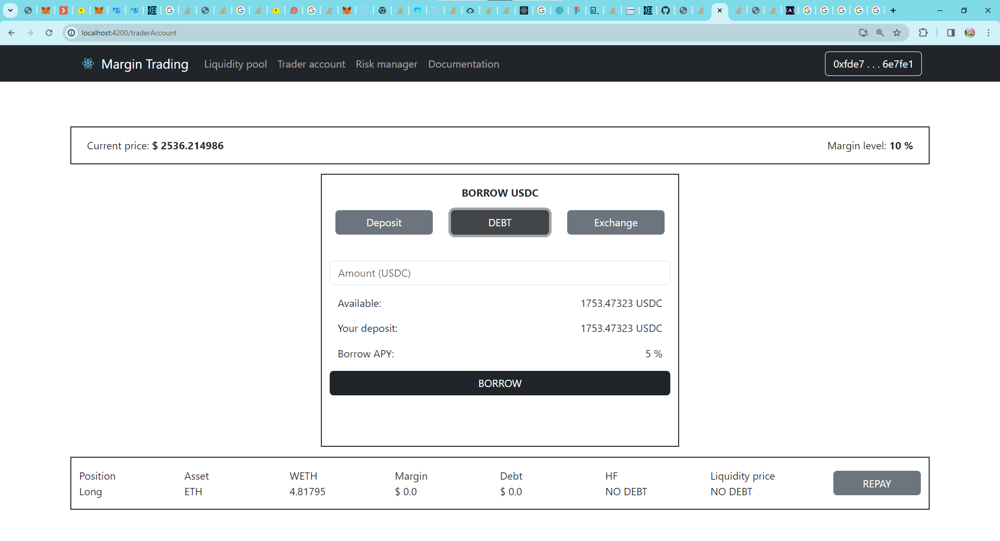 localhost:4200/traderAccount
Margin Trading Liquidity pool Trader account Risk manager Documentation 0xfde7 . . . 6e7fe1
Current price: $ 2536.214986 Margin level: 10 %
BORROW USDC
Deposit DEBT Exchange
Amount (USDC)
Available: 1753.47323 USDC
Your deposit: 1753.47323 USDC
Borrow APY: 5 %
BORROW
Position Asset WETH Margin Debt HF Liquidity price
Long ETH 4.81795 $ 0.0 $ 0.0 NO DEBT NO DEBT
REPAY